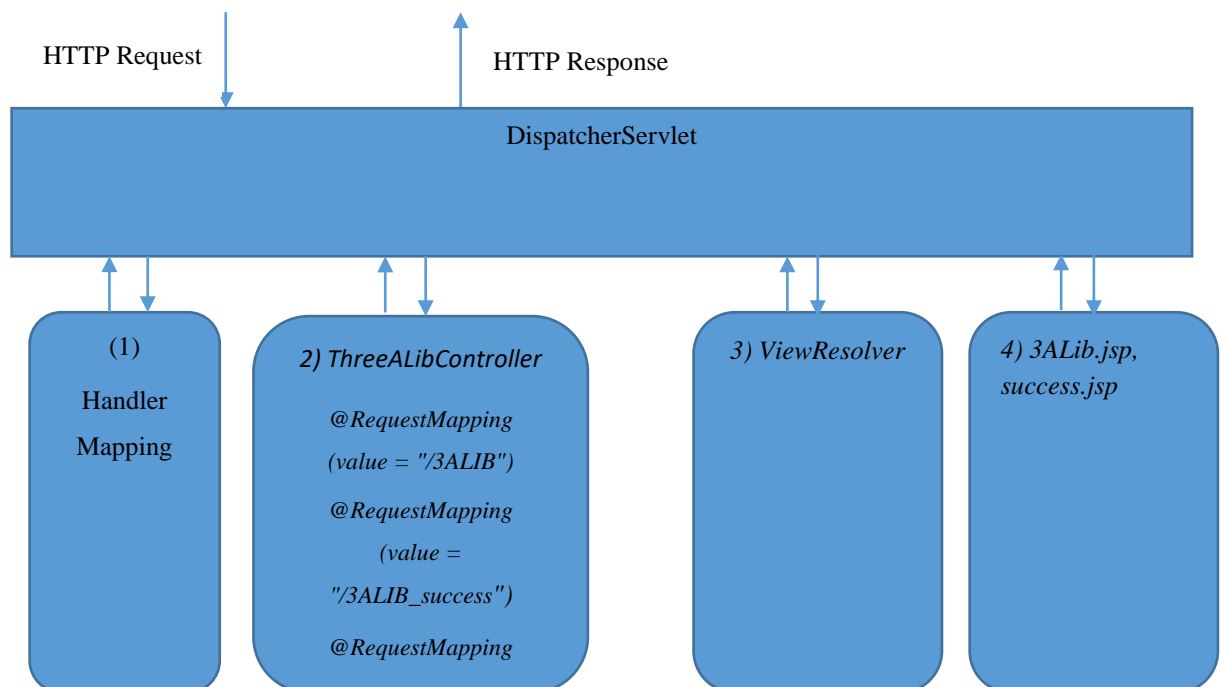 HTTP Request
HTTP Response
DispatcherServlet
(1)
Handler
Mapping
2) ThreeALibController
@RequestMapping
(value = "/3ALIB")
@RequestMapping
(value =
"/3ALIB_success")
@RequestMapping
3) ViewResolver
4) 3ALib.jsp,
success.jsp